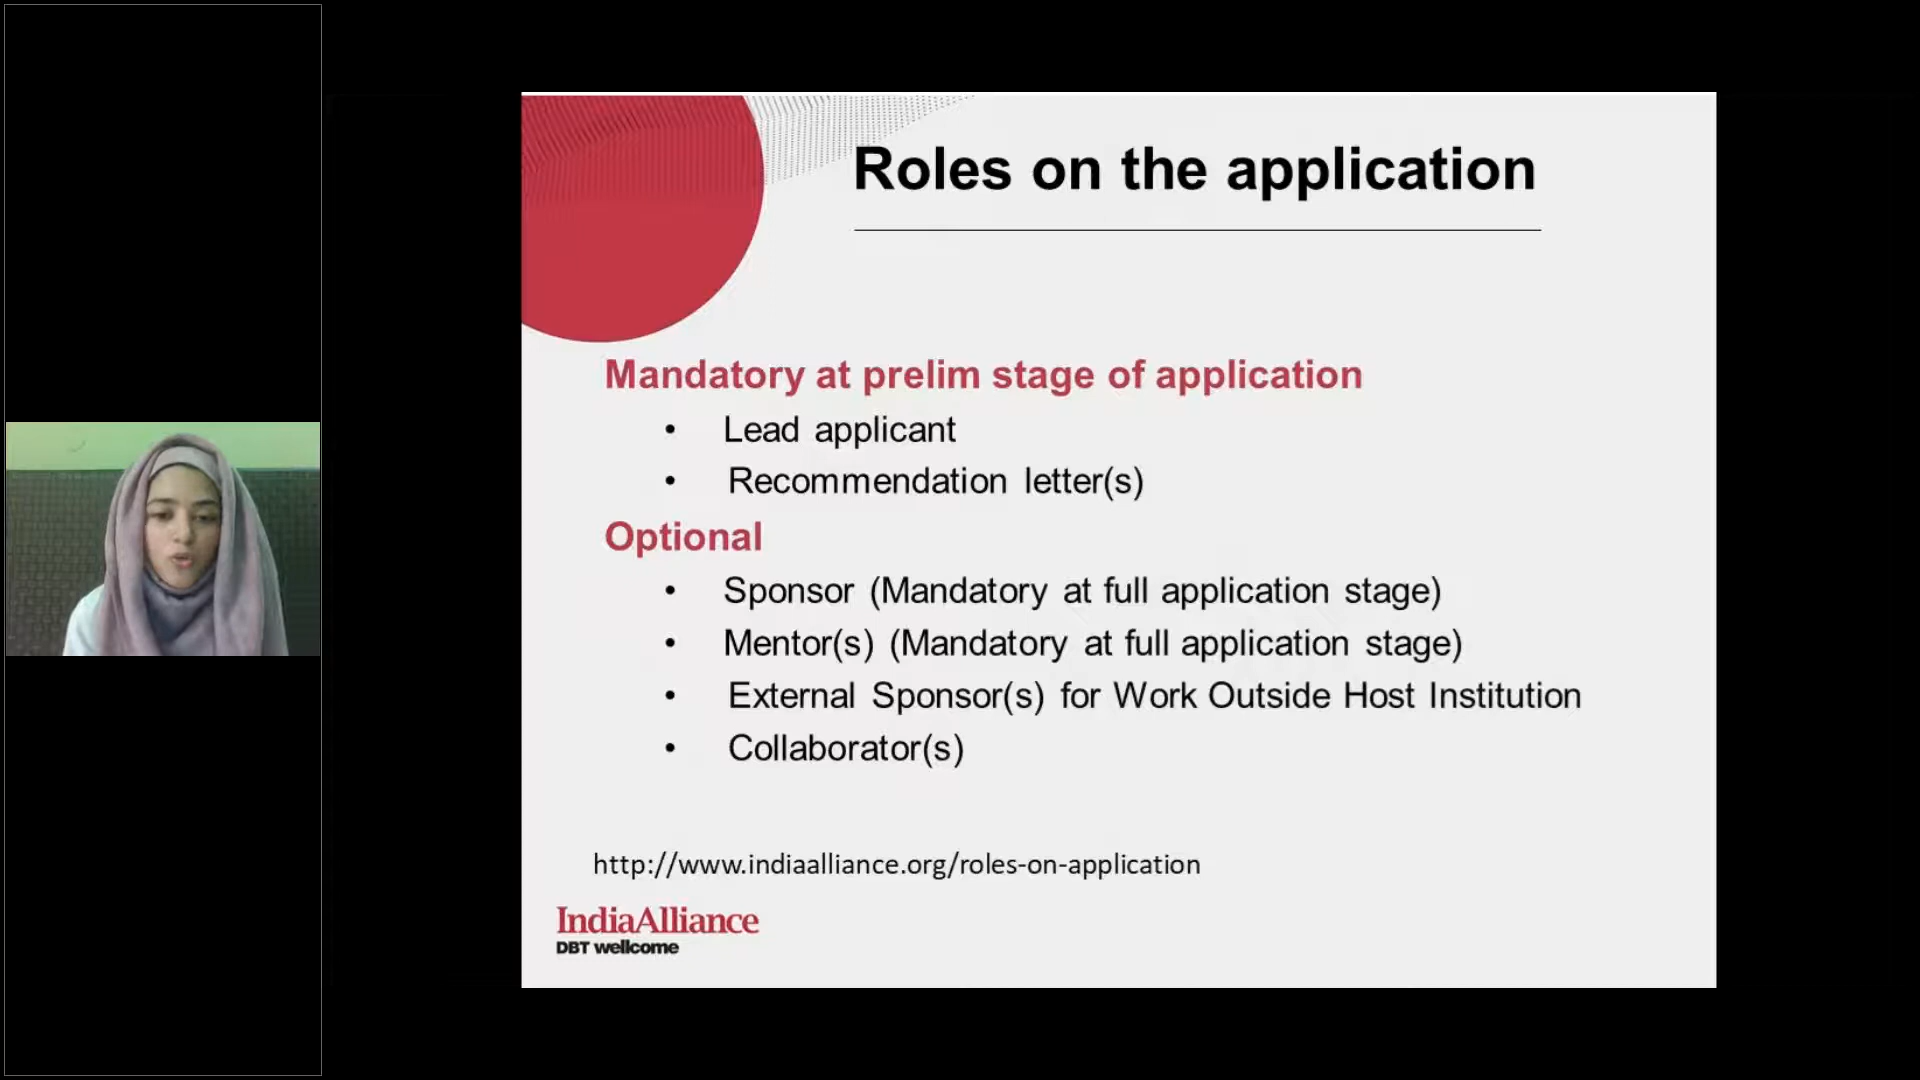 Roles on the application
Mandatory at prelim stage of application
• Lead applicant
• Recommendation letter(s)
Optional
• Sponsor (Mandatory at full application stage)
• Mentor(s) (Mandatory at full application stage)
• External Sponsor(s) for Work Outside Host Institution
• Collaborator(s)
http://www.indiaalliance.org/roles-on-application
IndiaAlliance
DBT wellcome